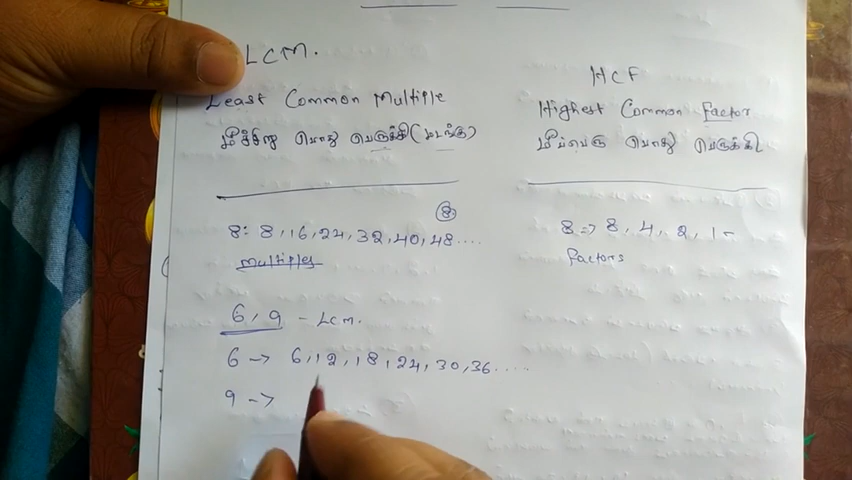 LCM.
Least Common Multiple
மீச்சிறு பொது பெருக்கி (மடங்கு)
8: 8, 16, 24, 32, 40, 48....
8
multiples
6, 9 - LCM.
6 -> 6, 12, 18, 24, 30, 36.....
9 ->
HCF
Highest Common factor
மீப்பெரு பொது பெருக்கி
8 => 8, 4, 2, 1 -
factors